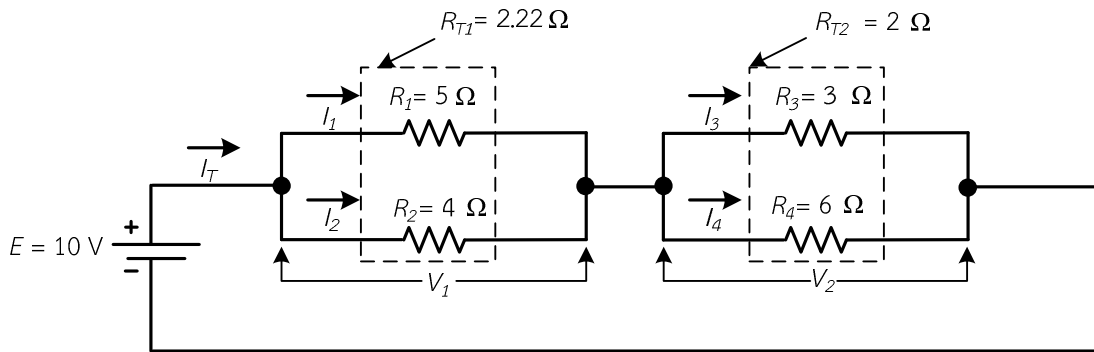 R_T1 = 2.22 Ω
R_T2 = 2 Ω
R_1 = 5 Ω
R_3 = 3 Ω
I_1
I_3
I_T
R_2 = 4 Ω
R_4 = 6 Ω
I_2
I_4
+
E = 10 V
-
V_1
V_2